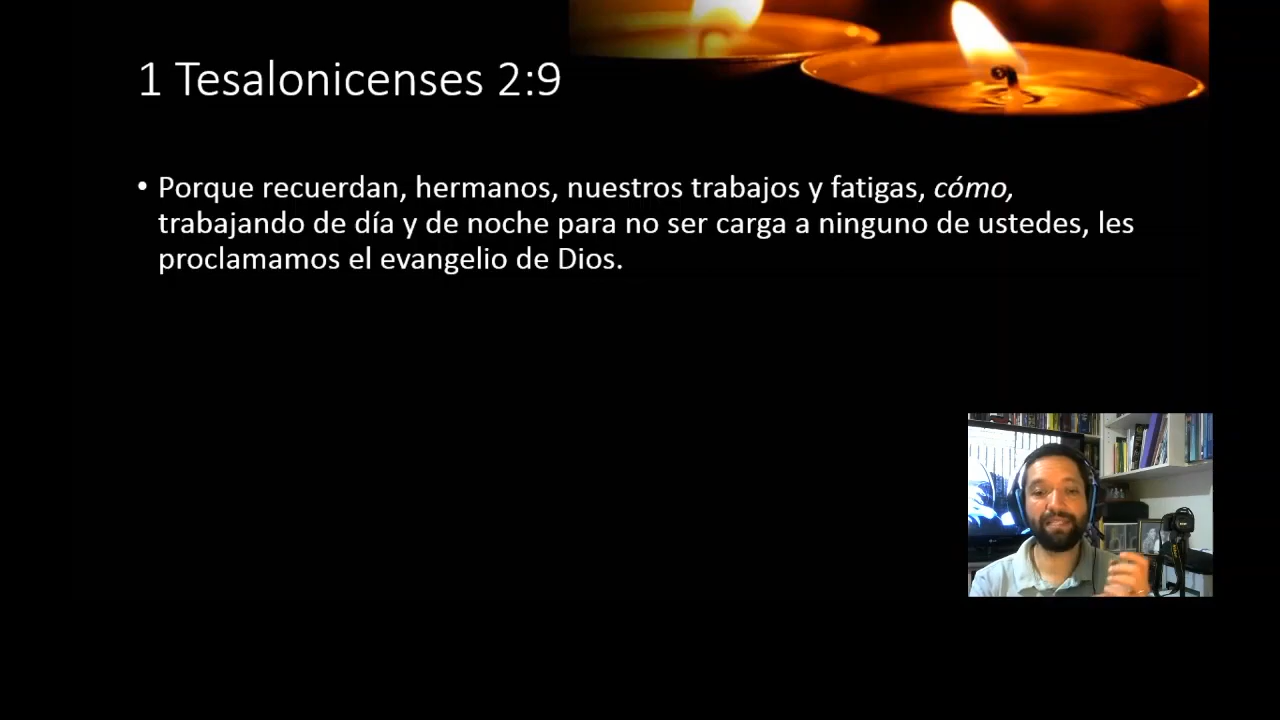 1 Tesalonicenses 2:9
• Porque recuerdan, hermanos, nuestros trabajos y fatigas, cómo,
trabajando de día y de noche para no ser carga a ninguno de ustedes, les
proclamamos el evangelio de Dios.